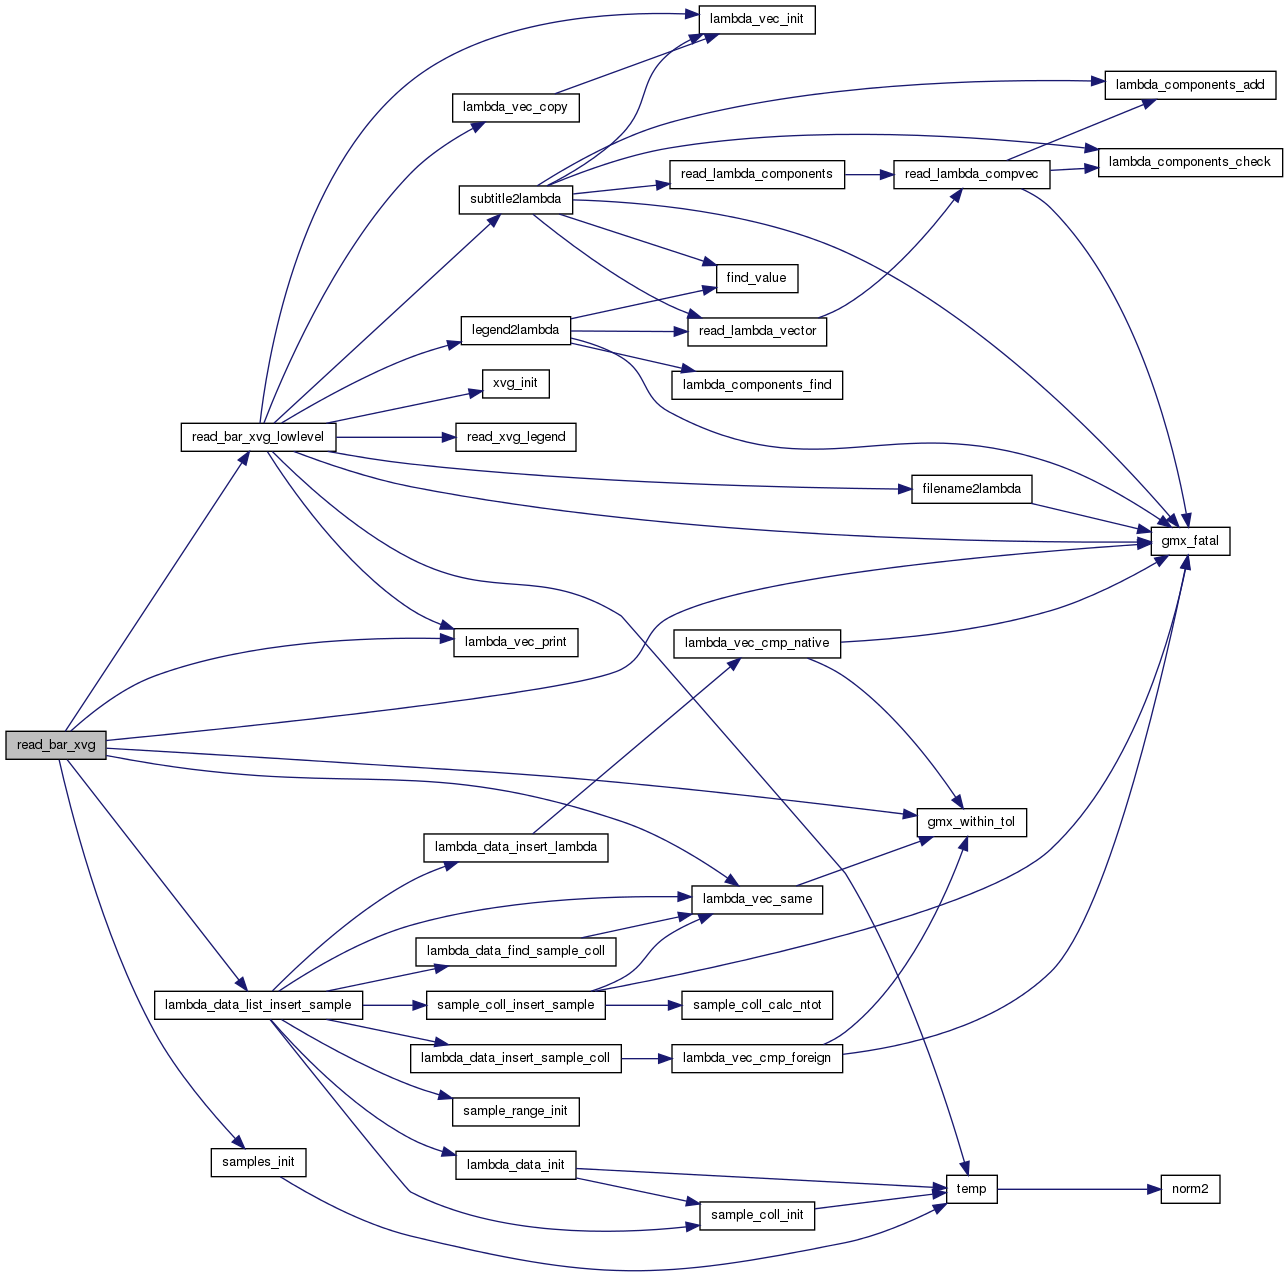 lambda_vec_init
lambda_components_add
lambda_vec_copy
lambda_components_check
read_lambda_components
read_lambda_compvec
subtitle2lambda
find_value
legend2lambda
read_lambda_vector
xvg_init
lambda_components_find
read_bar_xvg_lowlevel
read_xvg_legend
filename2lambda
gmx_fatal
lambda_vec_print
lambda_vec_cmp_native
read_bar_xvg
gmx_within_tol
lambda_data_insert_lambda
lambda_vec_same
lambda_data_find_sample_coll
lambda_data_list_insert_sample
sample_coll_insert_sample
sample_coll_calc_ntot
lambda_data_insert_sample_coll
lambda_vec_cmp_foreign
sample_range_init
samples_init
lambda_data_init
temp
norm2
sample_coll_init